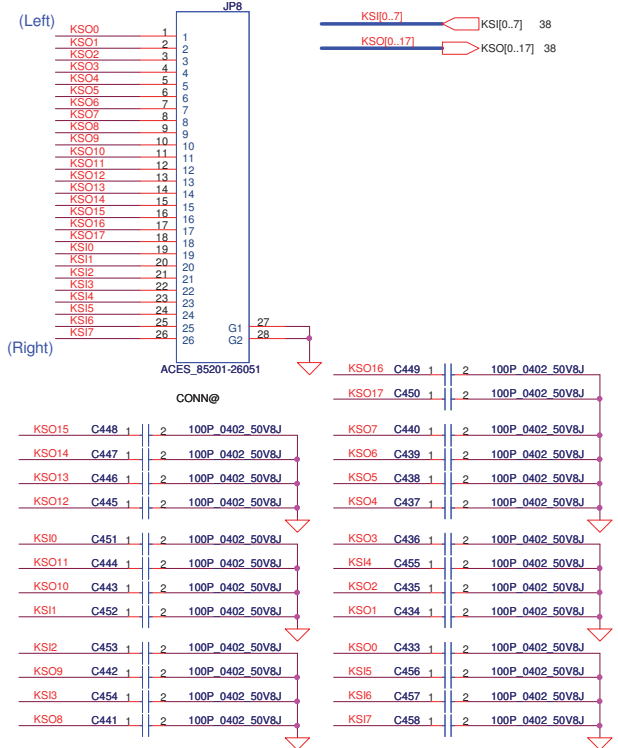 JP8
(Left)
KSO0 1 1
KSO1 2 2
KSO2 3 3
KSO3 4 4
KSO4 5 5
KSO5 6 6
KSO6 7 7
KSO7 8 8
KSO8 9 9
KSO9 10 10
KSO10 11 11
KSO11 12 12
KSO12 13 13
KSO13 14 14
KSO14 15 15
KSO15 16 16
KSO16 17 17
KSO17 18 18
KSI0 19 19
KSI1 20 20
KSI2 21 21
KSI3 22 22
KSI4 23 23
KSI5 24 24
KSI6 25 25 G1 27
KSI7 26 26 G2 28
(Right)
ACES_85201-26051
CONN@
KSI[0..7] KSI[0..7] 38
KSO[0..17] KSO[0..17] 38
KSO15 C448 1 2 100P_0402_50V8J
KSO14 C447 1 2 100P_0402_50V8J
KSO13 C446 1 2 100P_0402_50V8J
KSO12 C445 1 2 100P_0402_50V8J
KSI0 C451 1 2 100P_0402_50V8J
KSO11 C444 1 2 100P_0402_50V8J
KSO10 C443 1 2 100P_0402_50V8J
KSI1 C452 1 2 100P_0402_50V8J
KSI2 C453 1 2 100P_0402_50V8J
KSO9 C442 1 2 100P_0402_50V8J
KSI3 C454 1 2 100P_0402_50V8J
KSO8 C441 1 2 100P_0402_50V8J
KSO16 C449 1 2 100P_0402_50V8J
KSO17 C450 1 2 100P_0402_50V8J
KSO7 C440 1 2 100P_0402_50V8J
KSO6 C439 1 2 100P_0402_50V8J
KSO5 C438 1 2 100P_0402_50V8J
KSO4 C437 1 2 100P_0402_50V8J
KSO3 C436 1 2 100P_0402_50V8J
KSI4 C455 1 2 100P_0402_50V8J
KSO2 C435 1 2 100P_0402_50V8J
KSO1 C434 1 2 100P_0402_50V8J
KSO0 C433 1 2 100P_0402_50V8J
KSI5 C456 1 2 100P_0402_50V8J
KSI6 C457 1 2 100P_0402_50V8J
KSI7 C458 1 2 100P_0402_50V8J